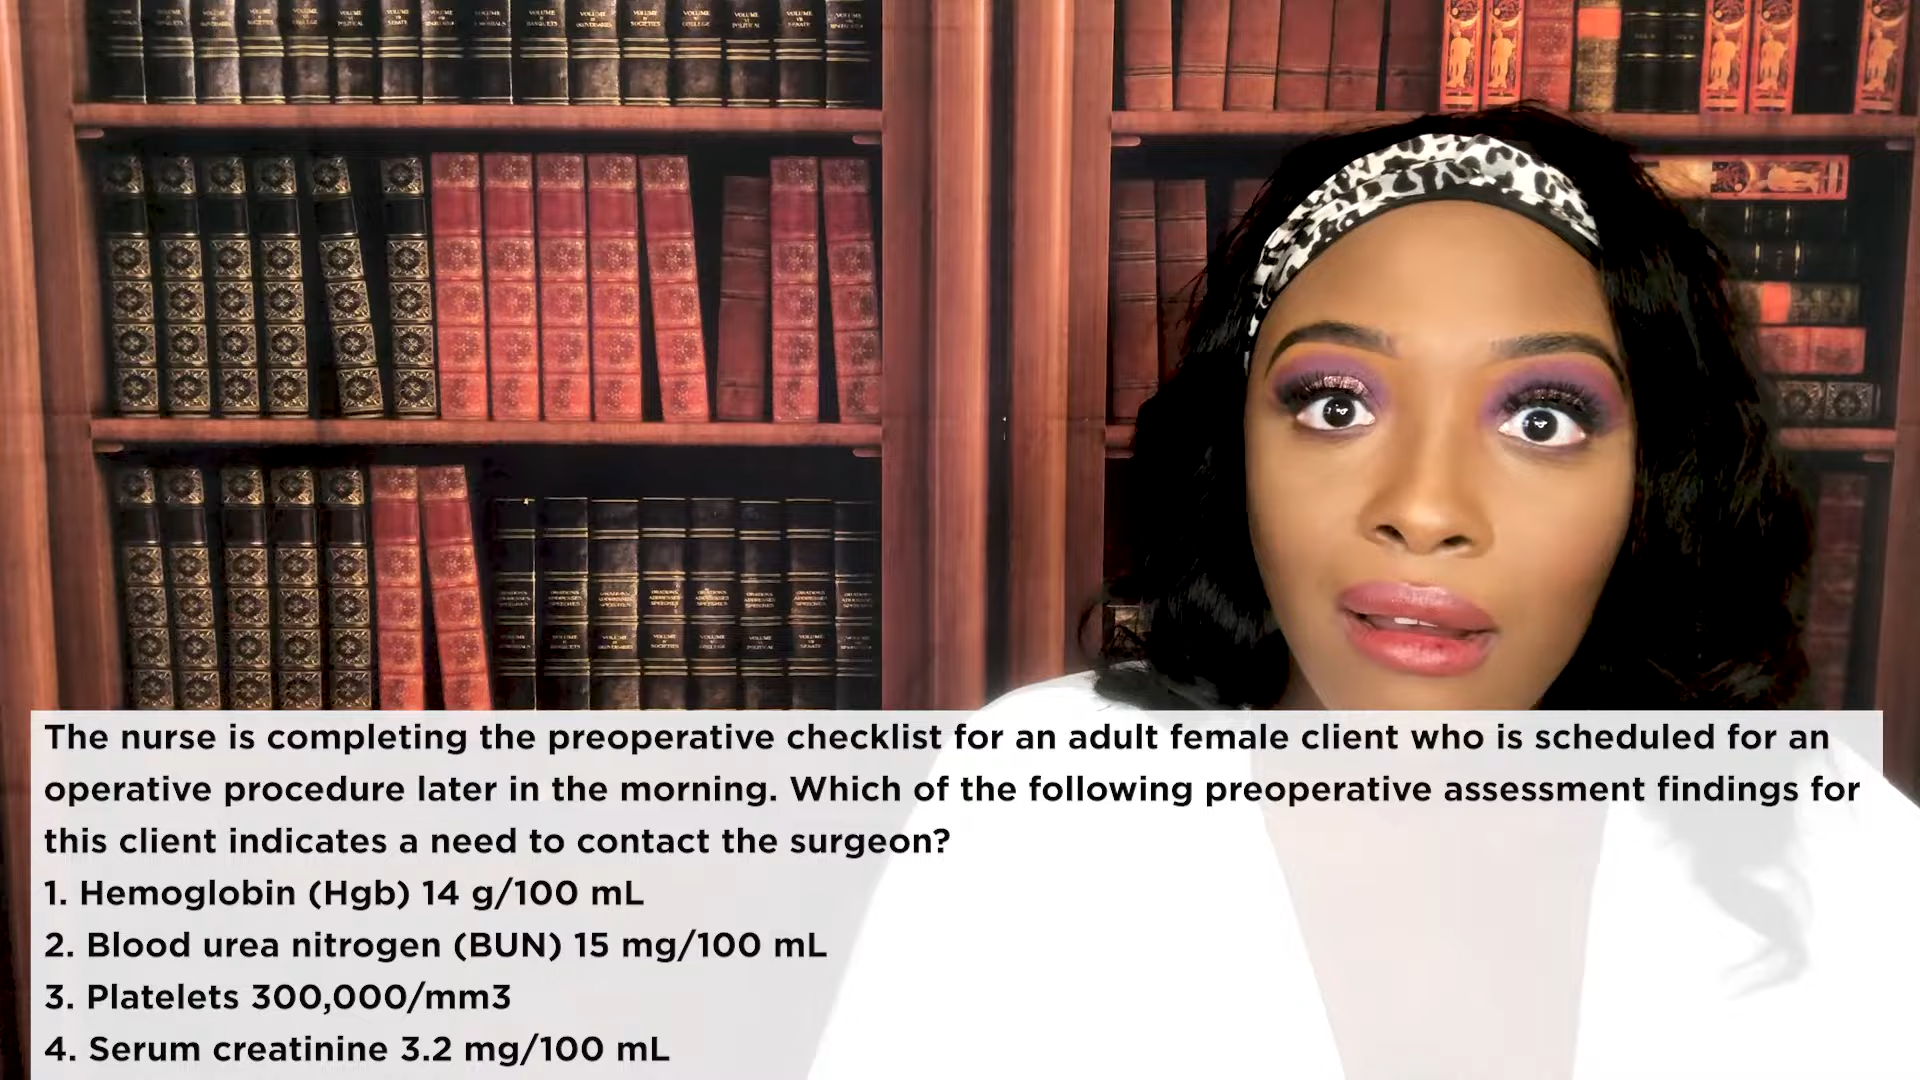 The nurse is completing the preoperative checklist for an adult female client who is scheduled for an
operative procedure later in the morning. Which of the following preoperative assessment findings for
this client indicates a need to contact the surgeon?
1. Hemoglobin (Hgb) 14 g/100 mL
2. Blood urea nitrogen (BUN) 15 mg/100 mL
3. Platelets 300,000/mm3
4. Serum creatinine 3.2 mg/100 mL